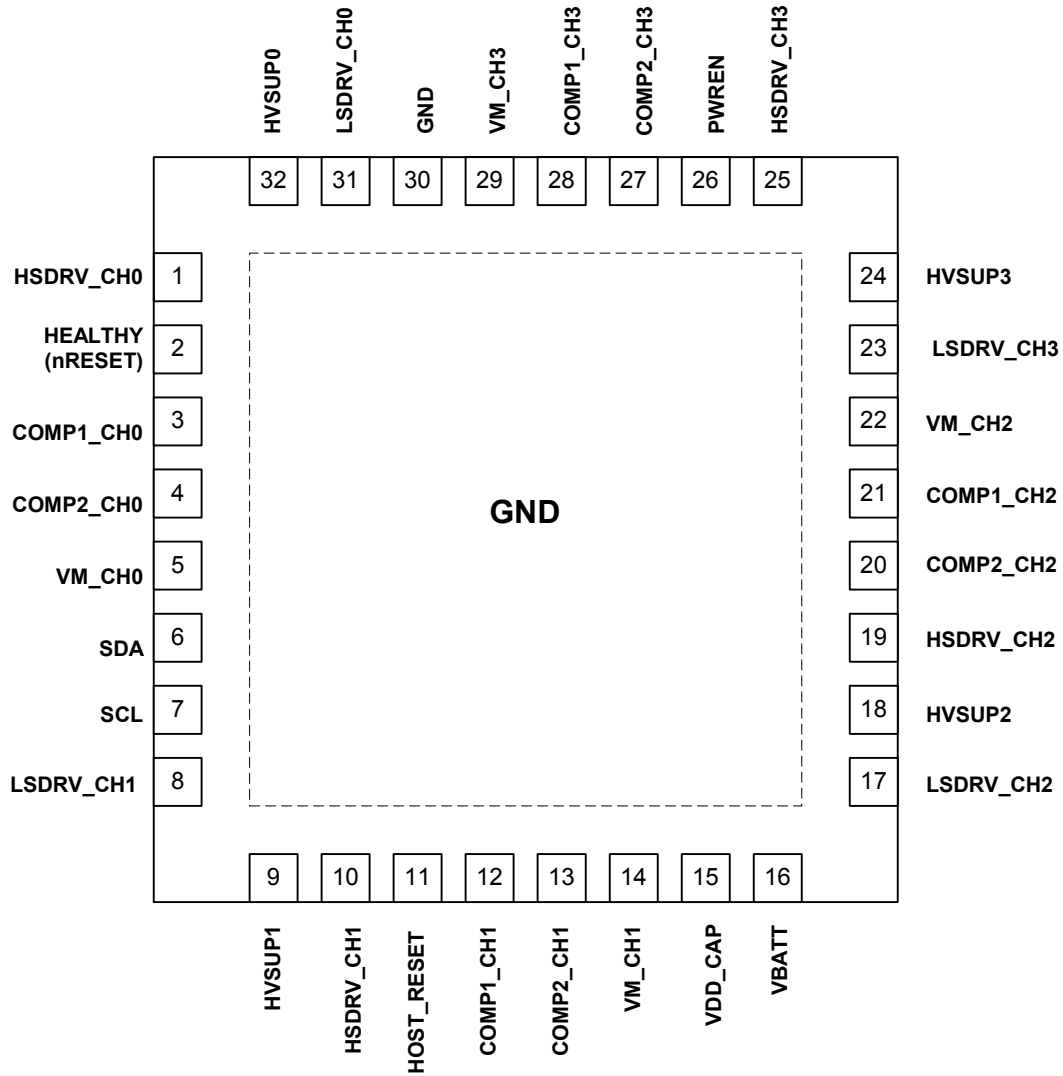 HVSUP0
LSDRV_CH0
GND
VM_CH3
COMP1_CH3
COMP2_CH3
PWREN
HSDRV_CH3
32
31
30
29
28
27
26
25
HSDRV_CH0
1
HEALTHY
(nRESET)
2
COMP1_CH0
3
COMP2_CH0
4
VM_CH0
5
SDA
6
SCL
7
LSDRV_CH1
8
GND
24
HVSUP3
23
LSDRV_CH3
22
VM_CH2
21
COMP1_CH2
20
COMP2_CH2
19
HSDRV_CH2
18
HVSUP2
17
LSDRV_CH2
9
10
11
12
13
14
15
16
HVSUP1
HSDRV_CH1
HOST_RESET
COMP1_CH1
COMP2_CH1
VM_CH1
VDD_CAP
VBATT